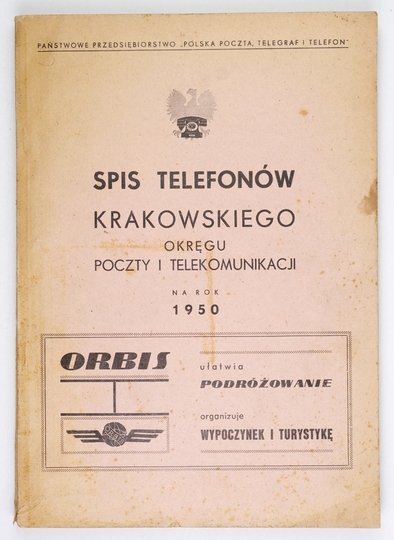 PAŃSTWOWE PRZEDSIĘBIORSTWO „POLSKA POCZTA, TELEGRAF I TELEFON"
SPIS TELEFONÓW
KRAKOWSKIEGO
OKRĘGU
POCZTY I TELEKOMUNIKACJI
NA ROK
1950
ORBIS
ułatwia
PODRÓŻOWANIE
organizuje
WYPOCZYNEK I TURYSTYKĘ